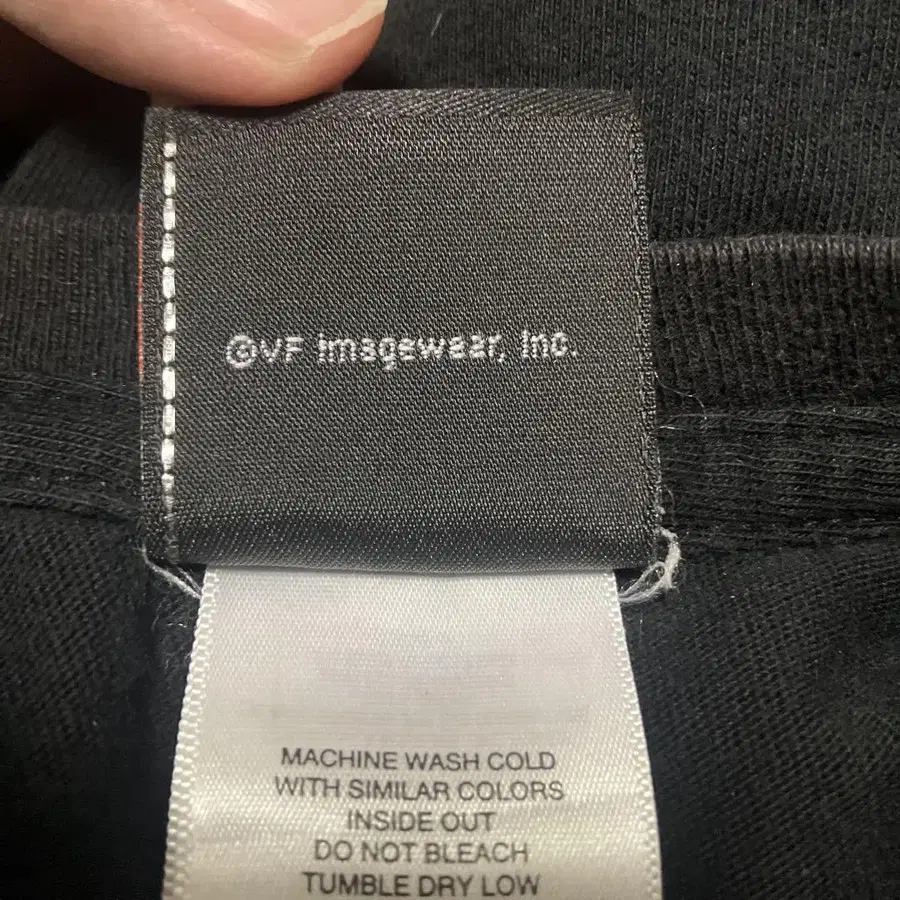 ©VF Imagewear, Inc.
MACHINE WASH COLD
WITH SIMILAR COLORS
INSIDE OUT
DO NOT BLEACH
TUMBLE DRY LOW